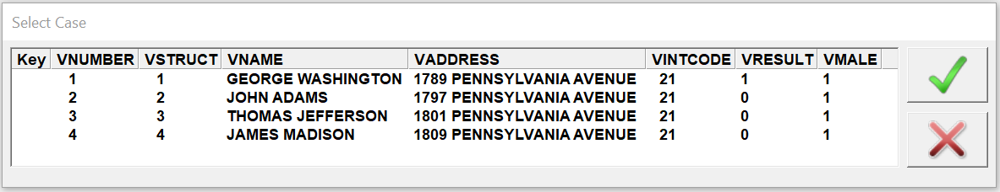 Select Case
Key VNUMBER VSTRUCT VNAME VADDRESS VINTCODE VRESULT VMALE
1 1 GEORGE WASHINGTON 1789 PENNSYLVANIA AVENUE 21 1 1
2 2 JOHN ADAMS 1797 PENNSYLVANIA AVENUE 21 0 1
3 3 THOMAS JEFFERSON 1801 PENNSYLVANIA AVENUE 21 0 1
4 4 JAMES MADISON 1809 PENNSYLVANIA AVENUE 21 0 1